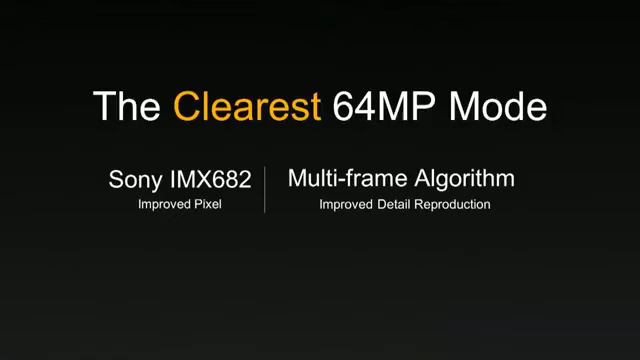 The Clearest 64MP Mode
Sony IMX682
Improved Pixel
Multi-frame Algorithm
Improved Detail Reproduction